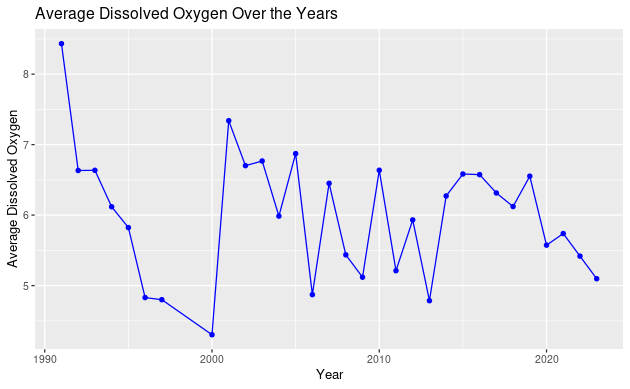 Average Dissolved Oxygen Over the Years
Average Dissolved Oxygen
8
7
6
5
1990
2000
2010
2020
Year